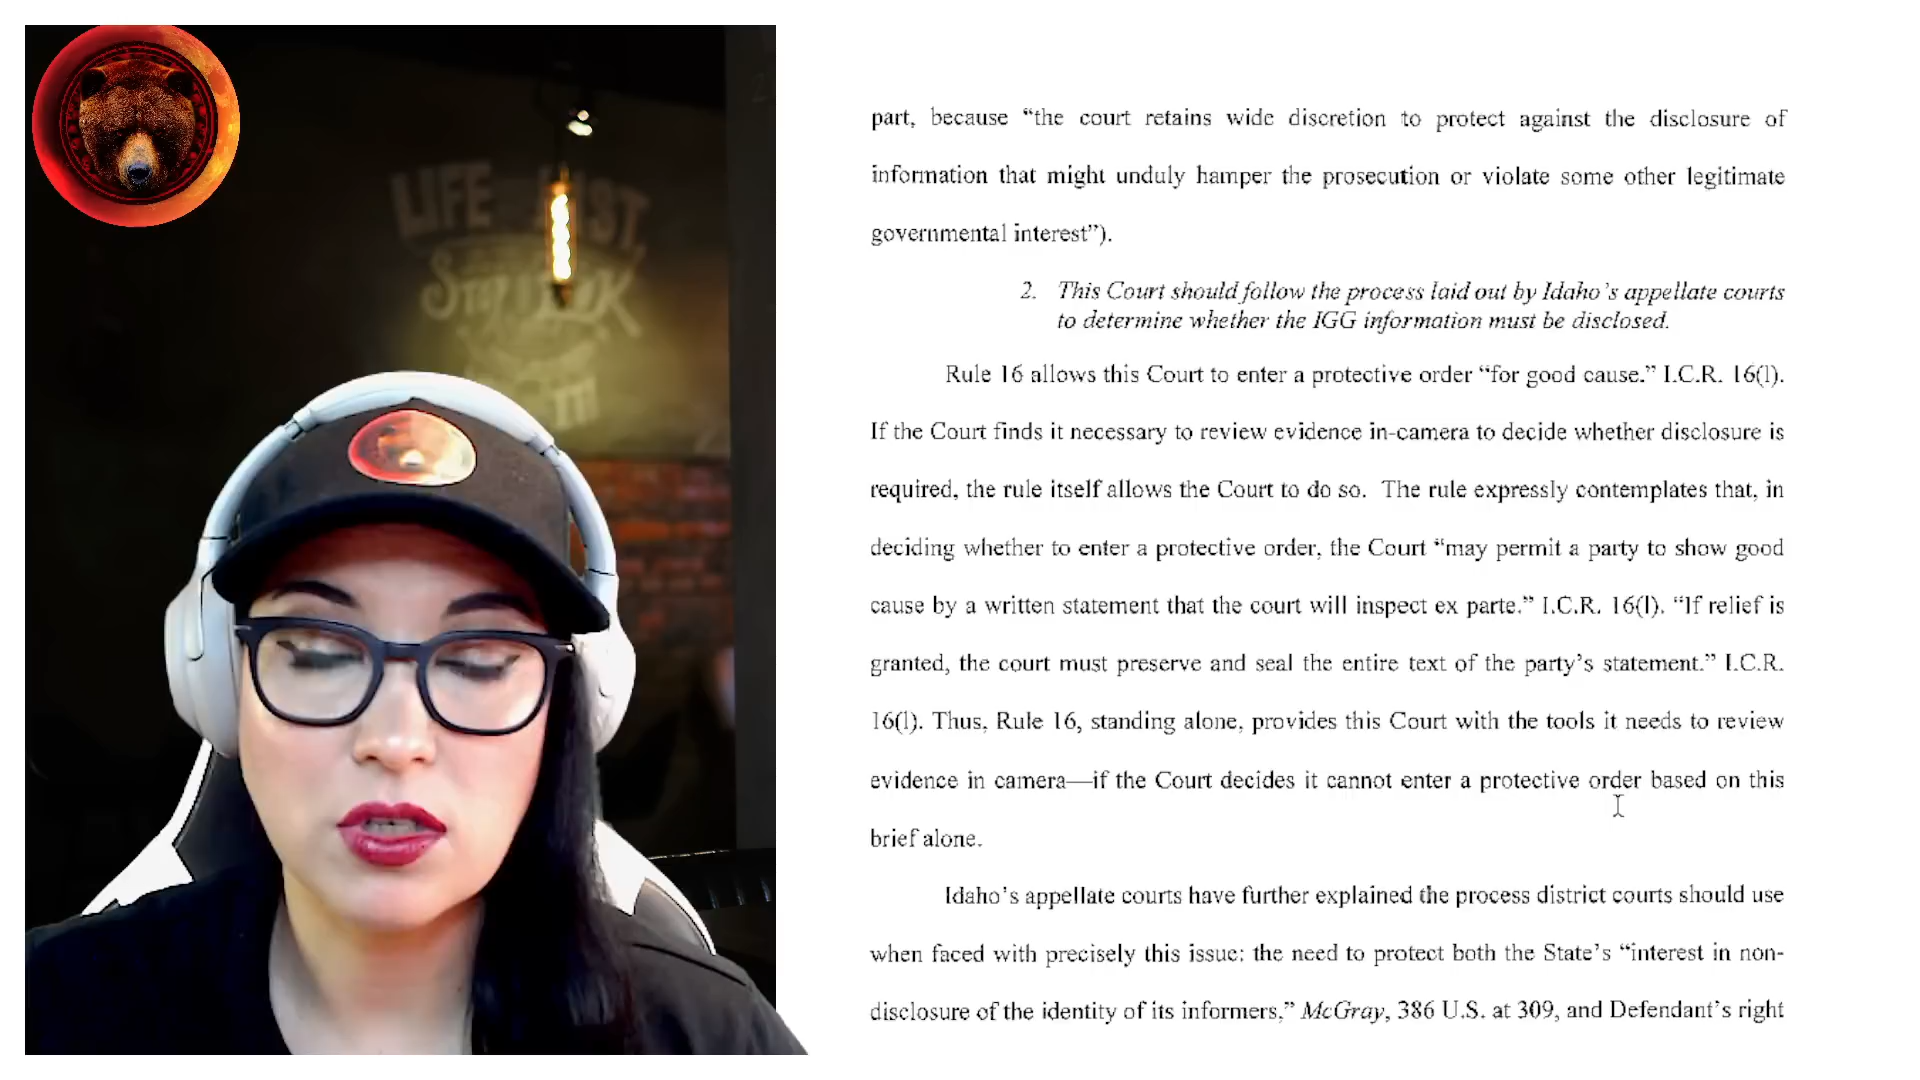 LIFE
part, because “the court retains wide discretion to protect against the disclosure of
information that might unduly hamper the prosecution or violate some other legitimate
governmental interest”).
2. This Court should follow the process laid out by Idaho’s appellate courts
to determine whether the IGG information must be disclosed.
Rule 16 allows this Court to enter a protective order “for good cause.” I.C.R. 16(l).
If the Court finds it necessary to review evidence in-camera to decide whether disclosure is
required, the rule itself allows the Court to do so. The rule expressly contemplates that, in
deciding whether to enter a protective order, the Court “may permit a party to show good
cause by a written statement that the court will inspect ex parte.” I.C.R. 16(l). “If relief is
granted, the court must preserve and seal the entire text of the party’s statement.” I.C.R.
16(l). Thus, Rule 16, standing alone, provides this Court with the tools it needs to review
evidence in camera—if the Court decides it cannot enter a protective order based on this
brief alone.
Idaho’s appellate courts have further explained the process district courts should use
when faced with precisely this issue: the need to protect both the State’s “interest in non-
disclosure of the identity of its informers,” McGray, 386 U.S. at 309, and Defendant’s right